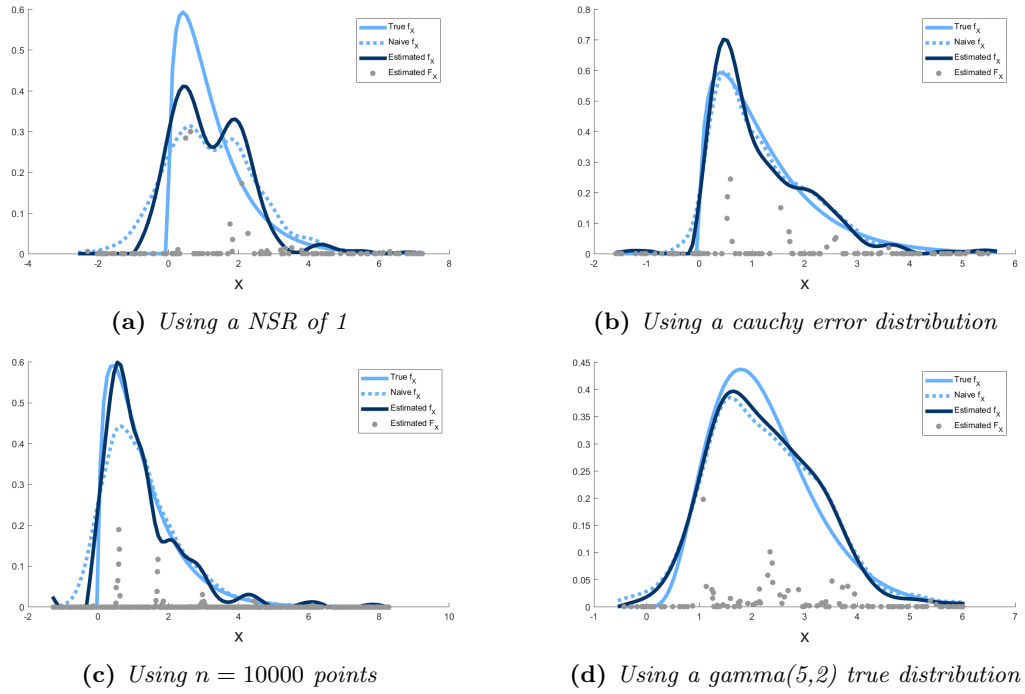 0.6
0.5
0.4
0.3
0.2
0.1
0
-4 -2 0 2 4 6 8
X
True f_X
Naive f_X
Estimated f_X
Estimated F_X
(a) Using a NSR of 1
0.8
0.7
0.6
0.5
0.4
0.3
0.2
0.1
0
-2 -1 0 1 2 3 4 5 6
X
True f_X
Naive f_X
Estimated f_X
Estimated F_X
(b) Using a cauchy error distribution
0.6
0.5
0.4
0.3
0.2
0.1
0
-2 0 2 4 6 8 10
X
True f_X
Naive f_X
Estimated f_X
Estimated F_X
(c) Using n = 10000 points
0.45
0.4
0.35
0.3
0.25
0.2
0.15
0.1
0.05
0
-1 0 1 2 3 4 5 6 7
X
True f_X
Naive f_X
Estimated f_X
Estimated F_X
(d) Using a gamma(5,2) true distribution